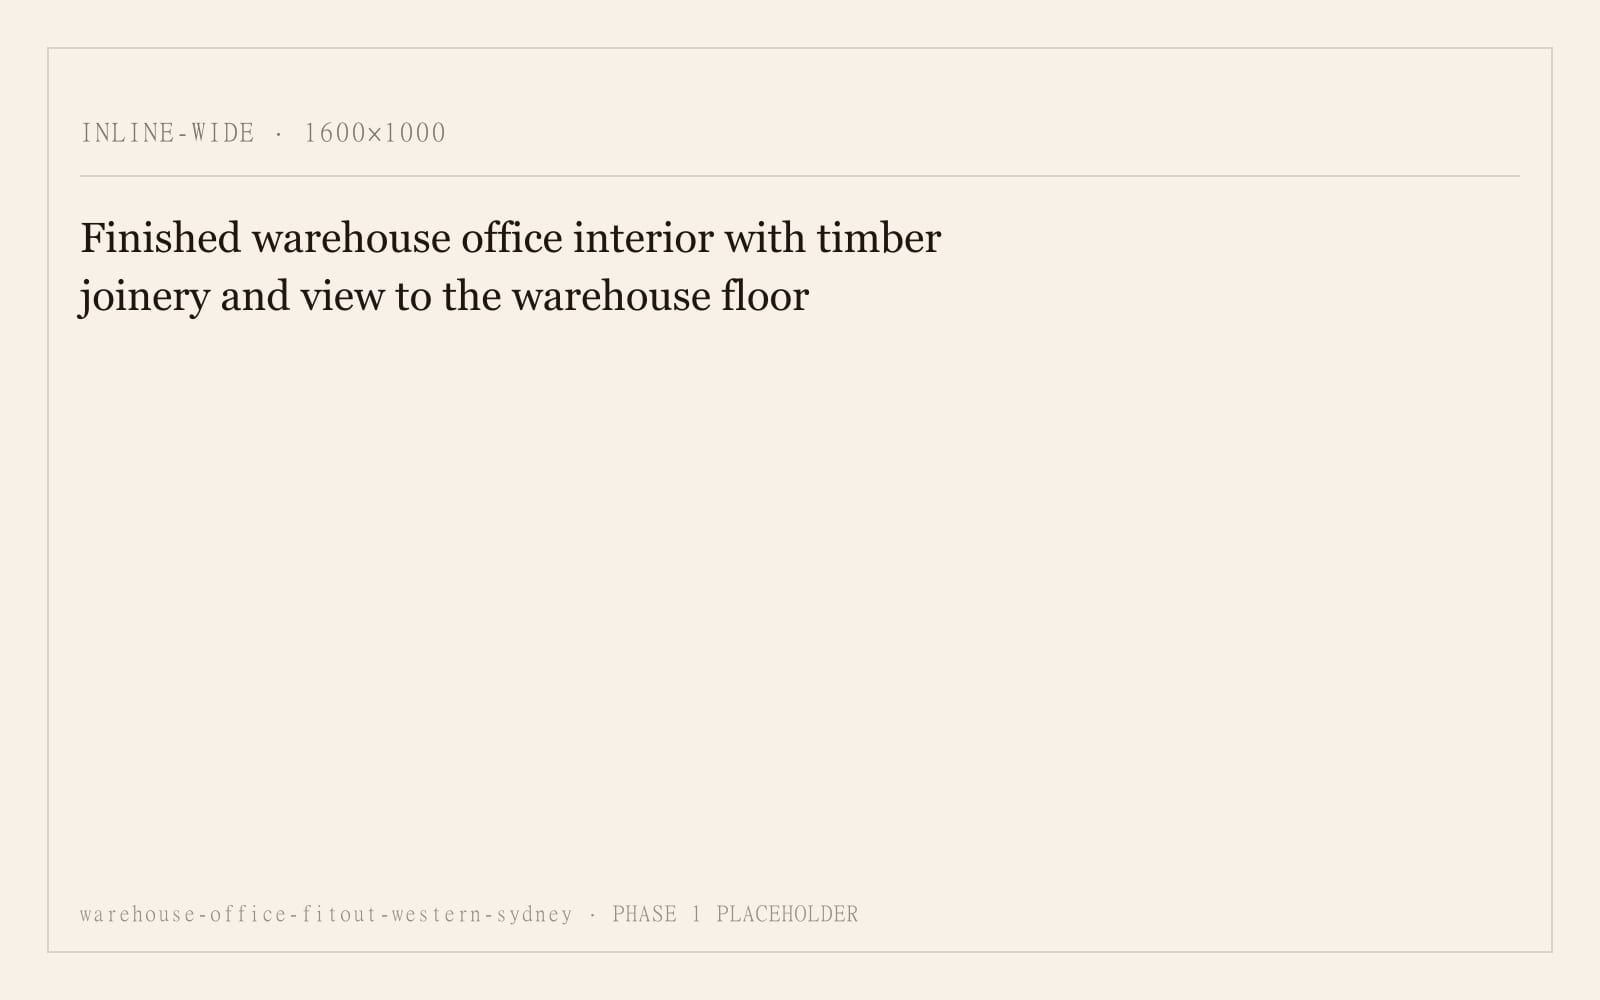 INLINE-WIDE · 1600×1000
Finished warehouse office interior with timber
joinery and view to the warehouse floor
warehouse-office-fitout-western-sydney · PHASE 1 PLACEHOLDER